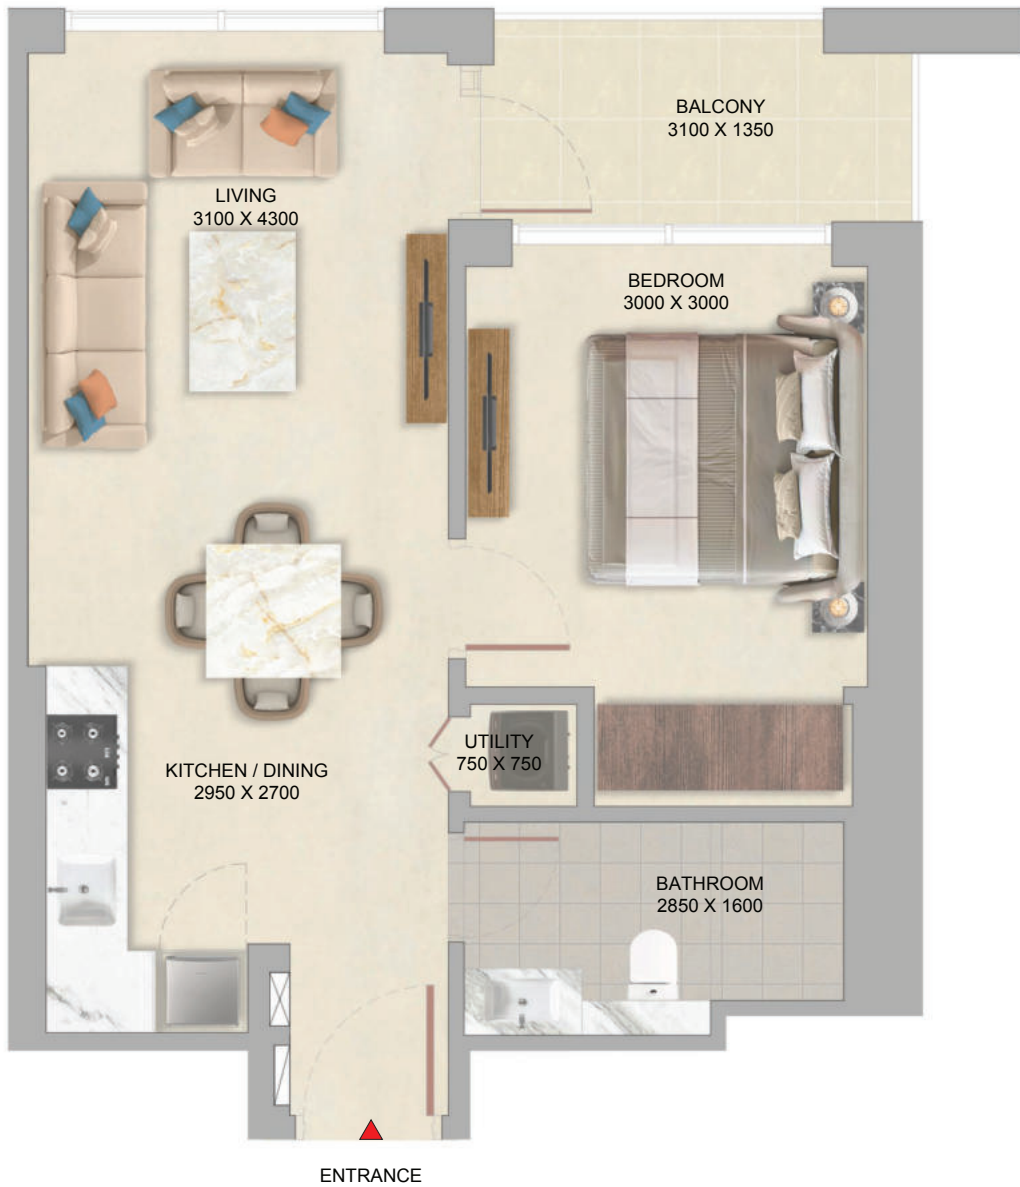 BALCONY
3100 X 1350
LIVING
3100 X 4300
BEDROOM
3000 X 3000
UTILITY
750 X 750
KITCHEN / DINING
2950 X 2700
BATHROOM
2850 X 1600
ENTRANCE